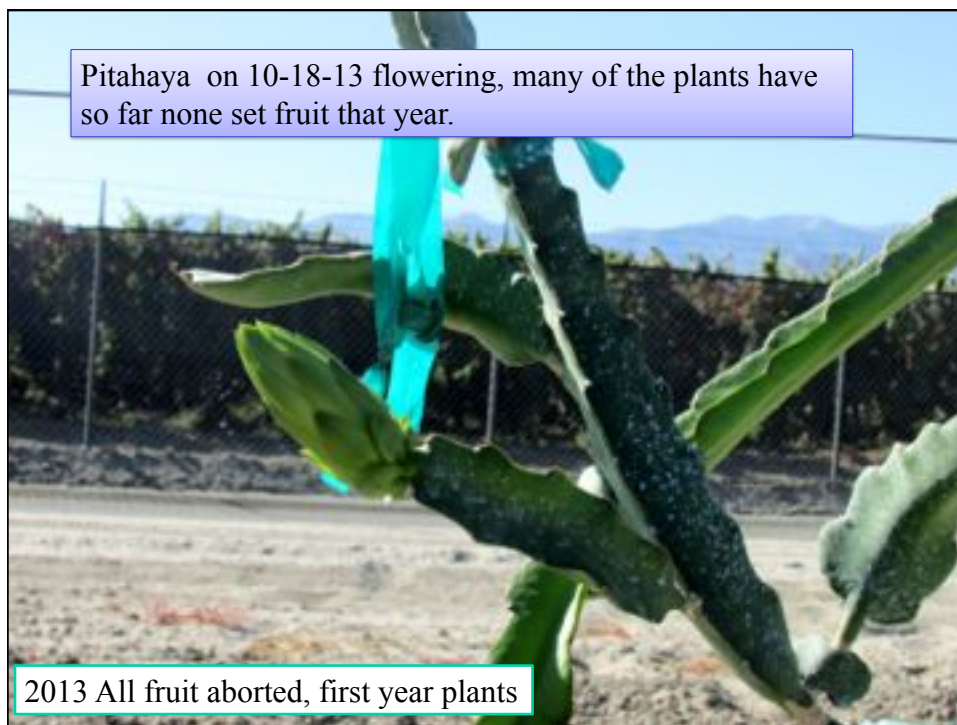 Pitahaya  on 10-18-13 flowering, many of the plants have
so far none set fruit that year.
2013 All fruit aborted, first year plants